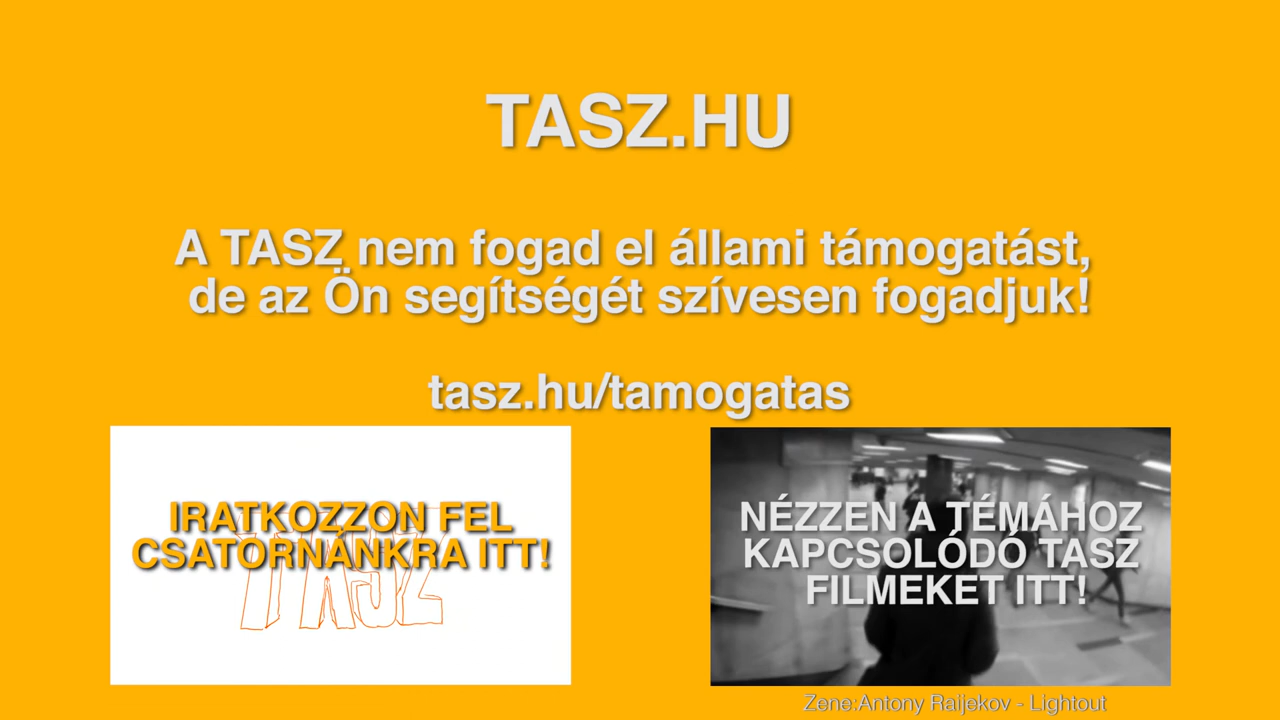 TASZ.HU
A TASZ nem fogad el állami támogatást,
de az Ön segítségét szívesen fogadjuk!
tasz.hu/tamogatas
IRATKOZZON FEL
CSATORNÁNKRA ITT!
TASZ
NÉZZEN A TÉMÁHOZ
KAPCSOLÓDÓ TASZ
FILMEKET ITT!
Zene:Antony Raijekov - Lightout